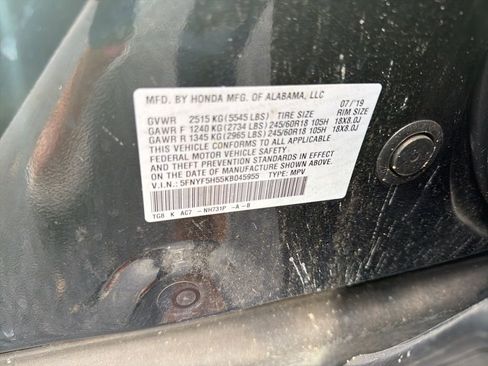 MFD. BY HONDA MFG. OF ALABAMA, LLC 07/'19
GVWR 2515 KG(5545 LBS) TIRE SIZE RIM SIZE
GAWR F 1240 KG(2734 LBS)245/60R18 105H 18X8.0J
GAWR R 1345 KG(2965 LBS)245/60R18 105H 18X8.0J
THIS VEHICLE CONFORMS TO ALL APPLICABLE
FEDERAL MOTOR VEHICLE SAFETY, BUMPER,
AND THEFT PREVENTION STANDARDS IN EFFECT
ON THE DATE OF MANUFACTURE SHOWN ABOVE.
V.I.N.: 5FNYF5H55KB045955 TYPE: MPV
TG8 K AC7 -NH731P -A-B